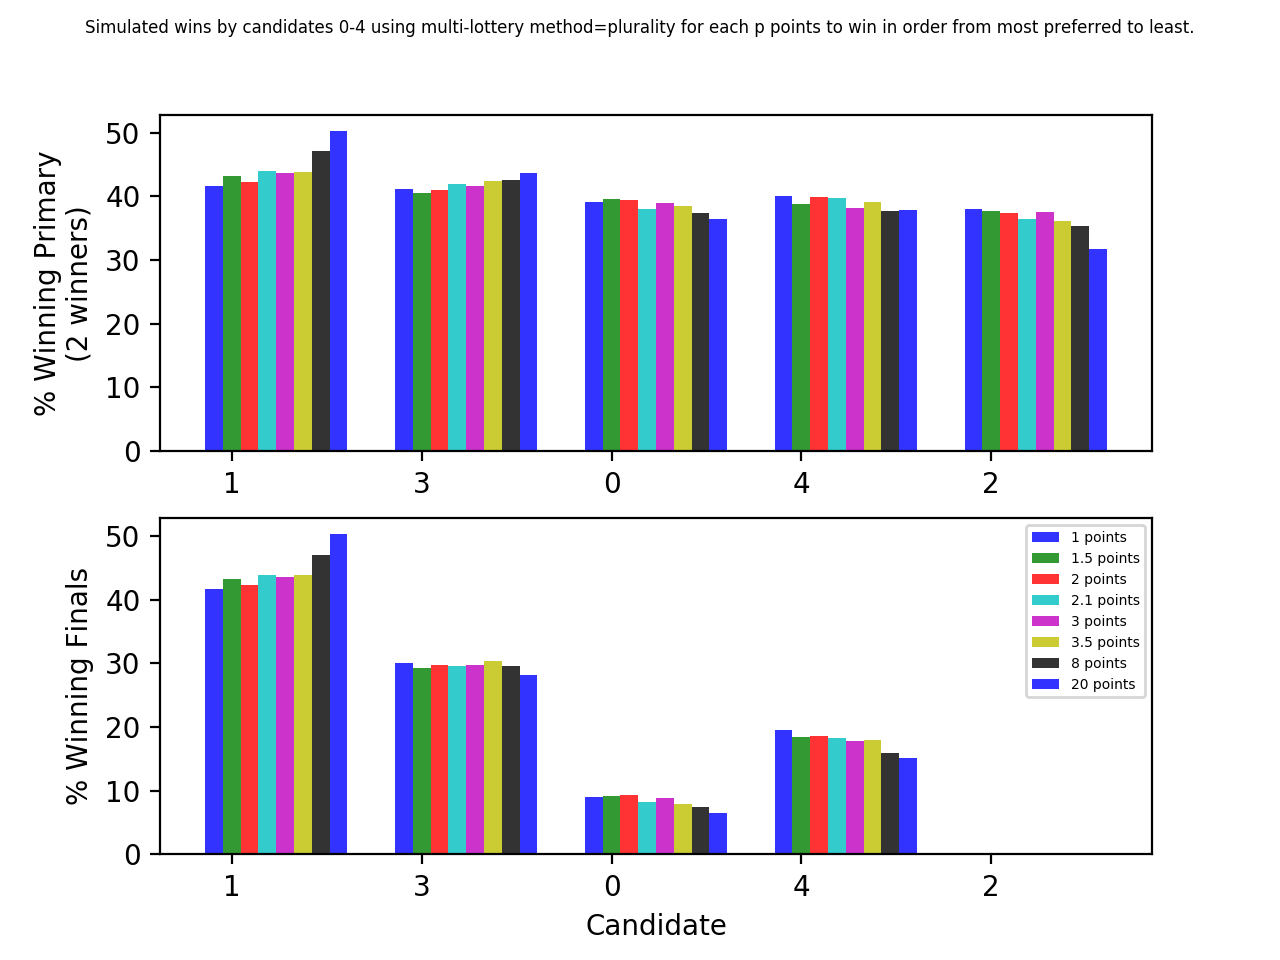 Simulated wins by candidates 0-4 using multi-lottery method=plurality for each p points to win in order from most preferred to least.
% Winning Primary
(2 winners)
50
40
30
20
10
0
1 3 0 4 2
% Winning Finals
50
40
30
20
10
0
1 points
1.5 points
2 points
2.1 points
3 points
3.5 points
8 points
20 points
1 3 0 4 2
Candidate